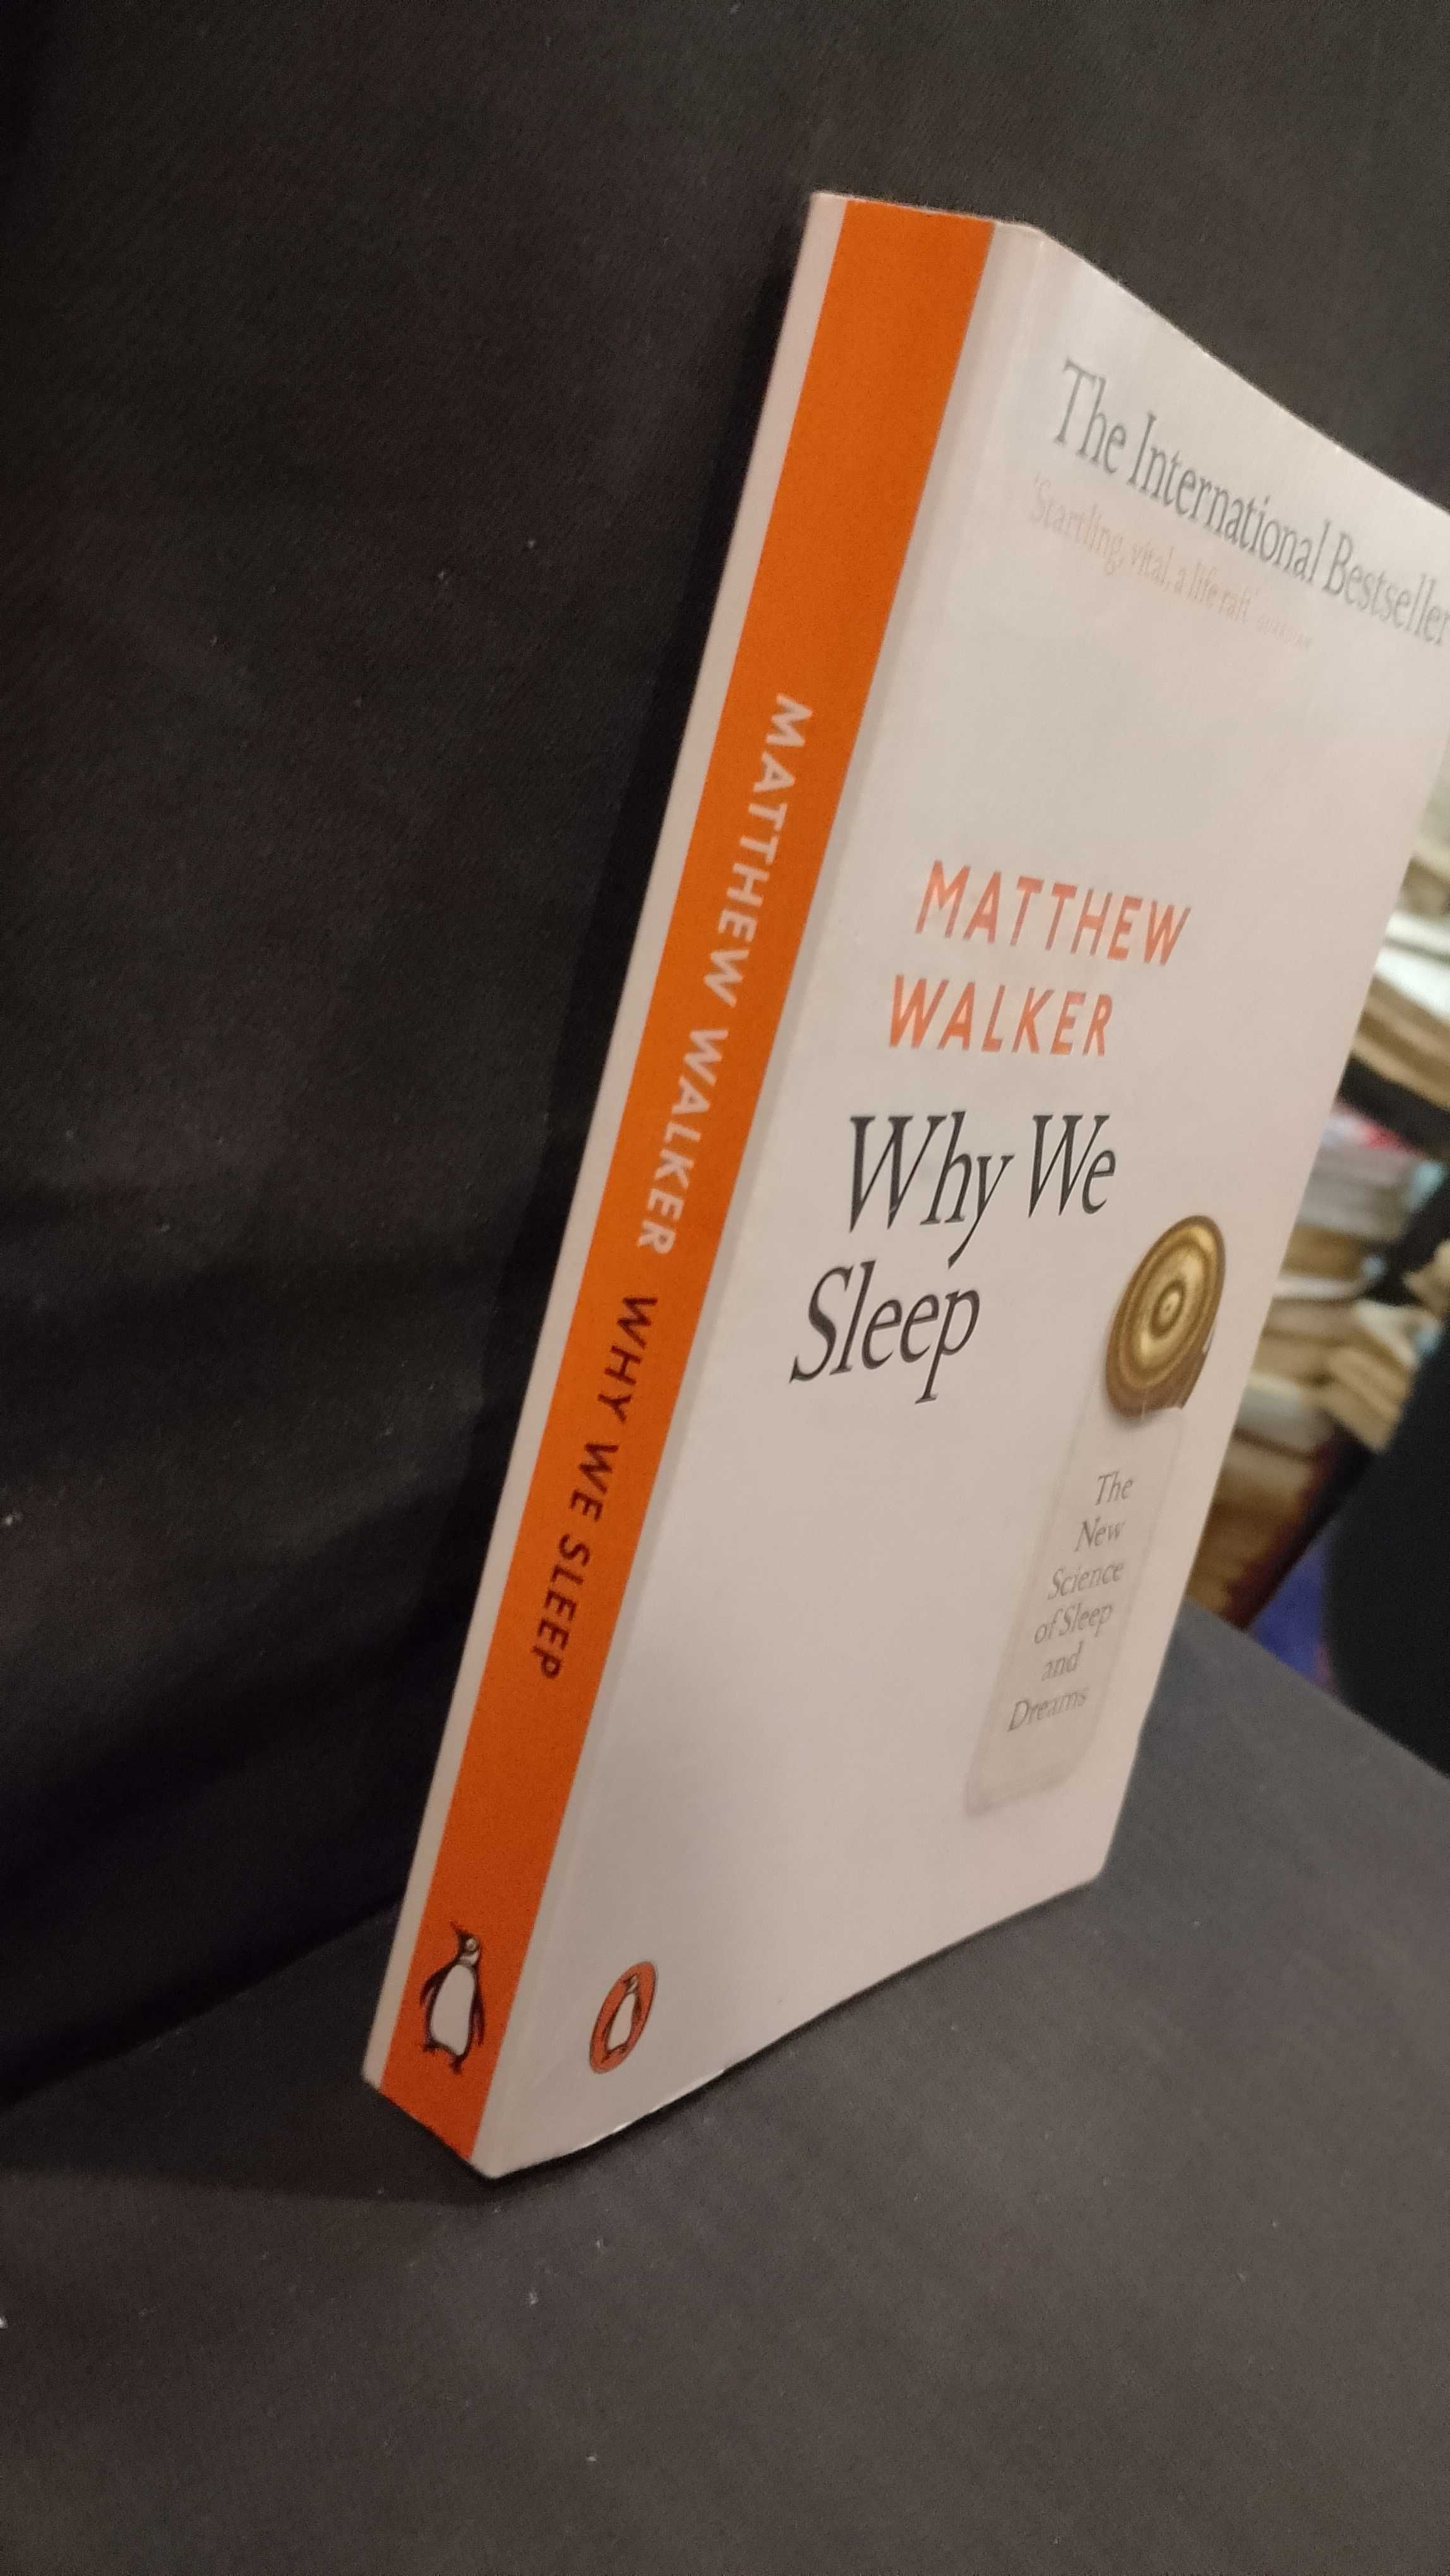 MATTHEW WALKER WHY WE SLEEP
The International Bestseller
'Startling, vital, a life raft'
MATTHEW
WALKER
Why We
Sleep
The
New
Science
of Sleep
and
Dreams